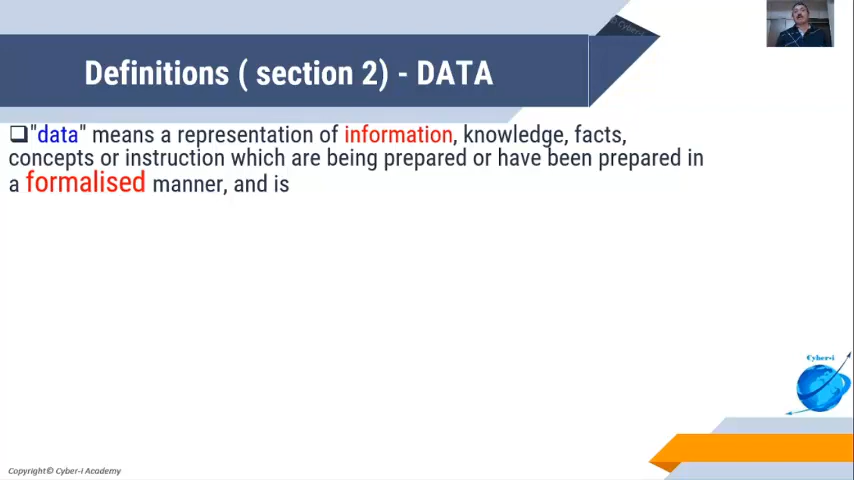 Definitions ( section 2) - DATA
"data" means a representation of information, knowledge, facts,
concepts or instruction which are being prepared or have been prepared in
a formalised manner, and is
Cyber-i
Copyright© Cyber-I Academy